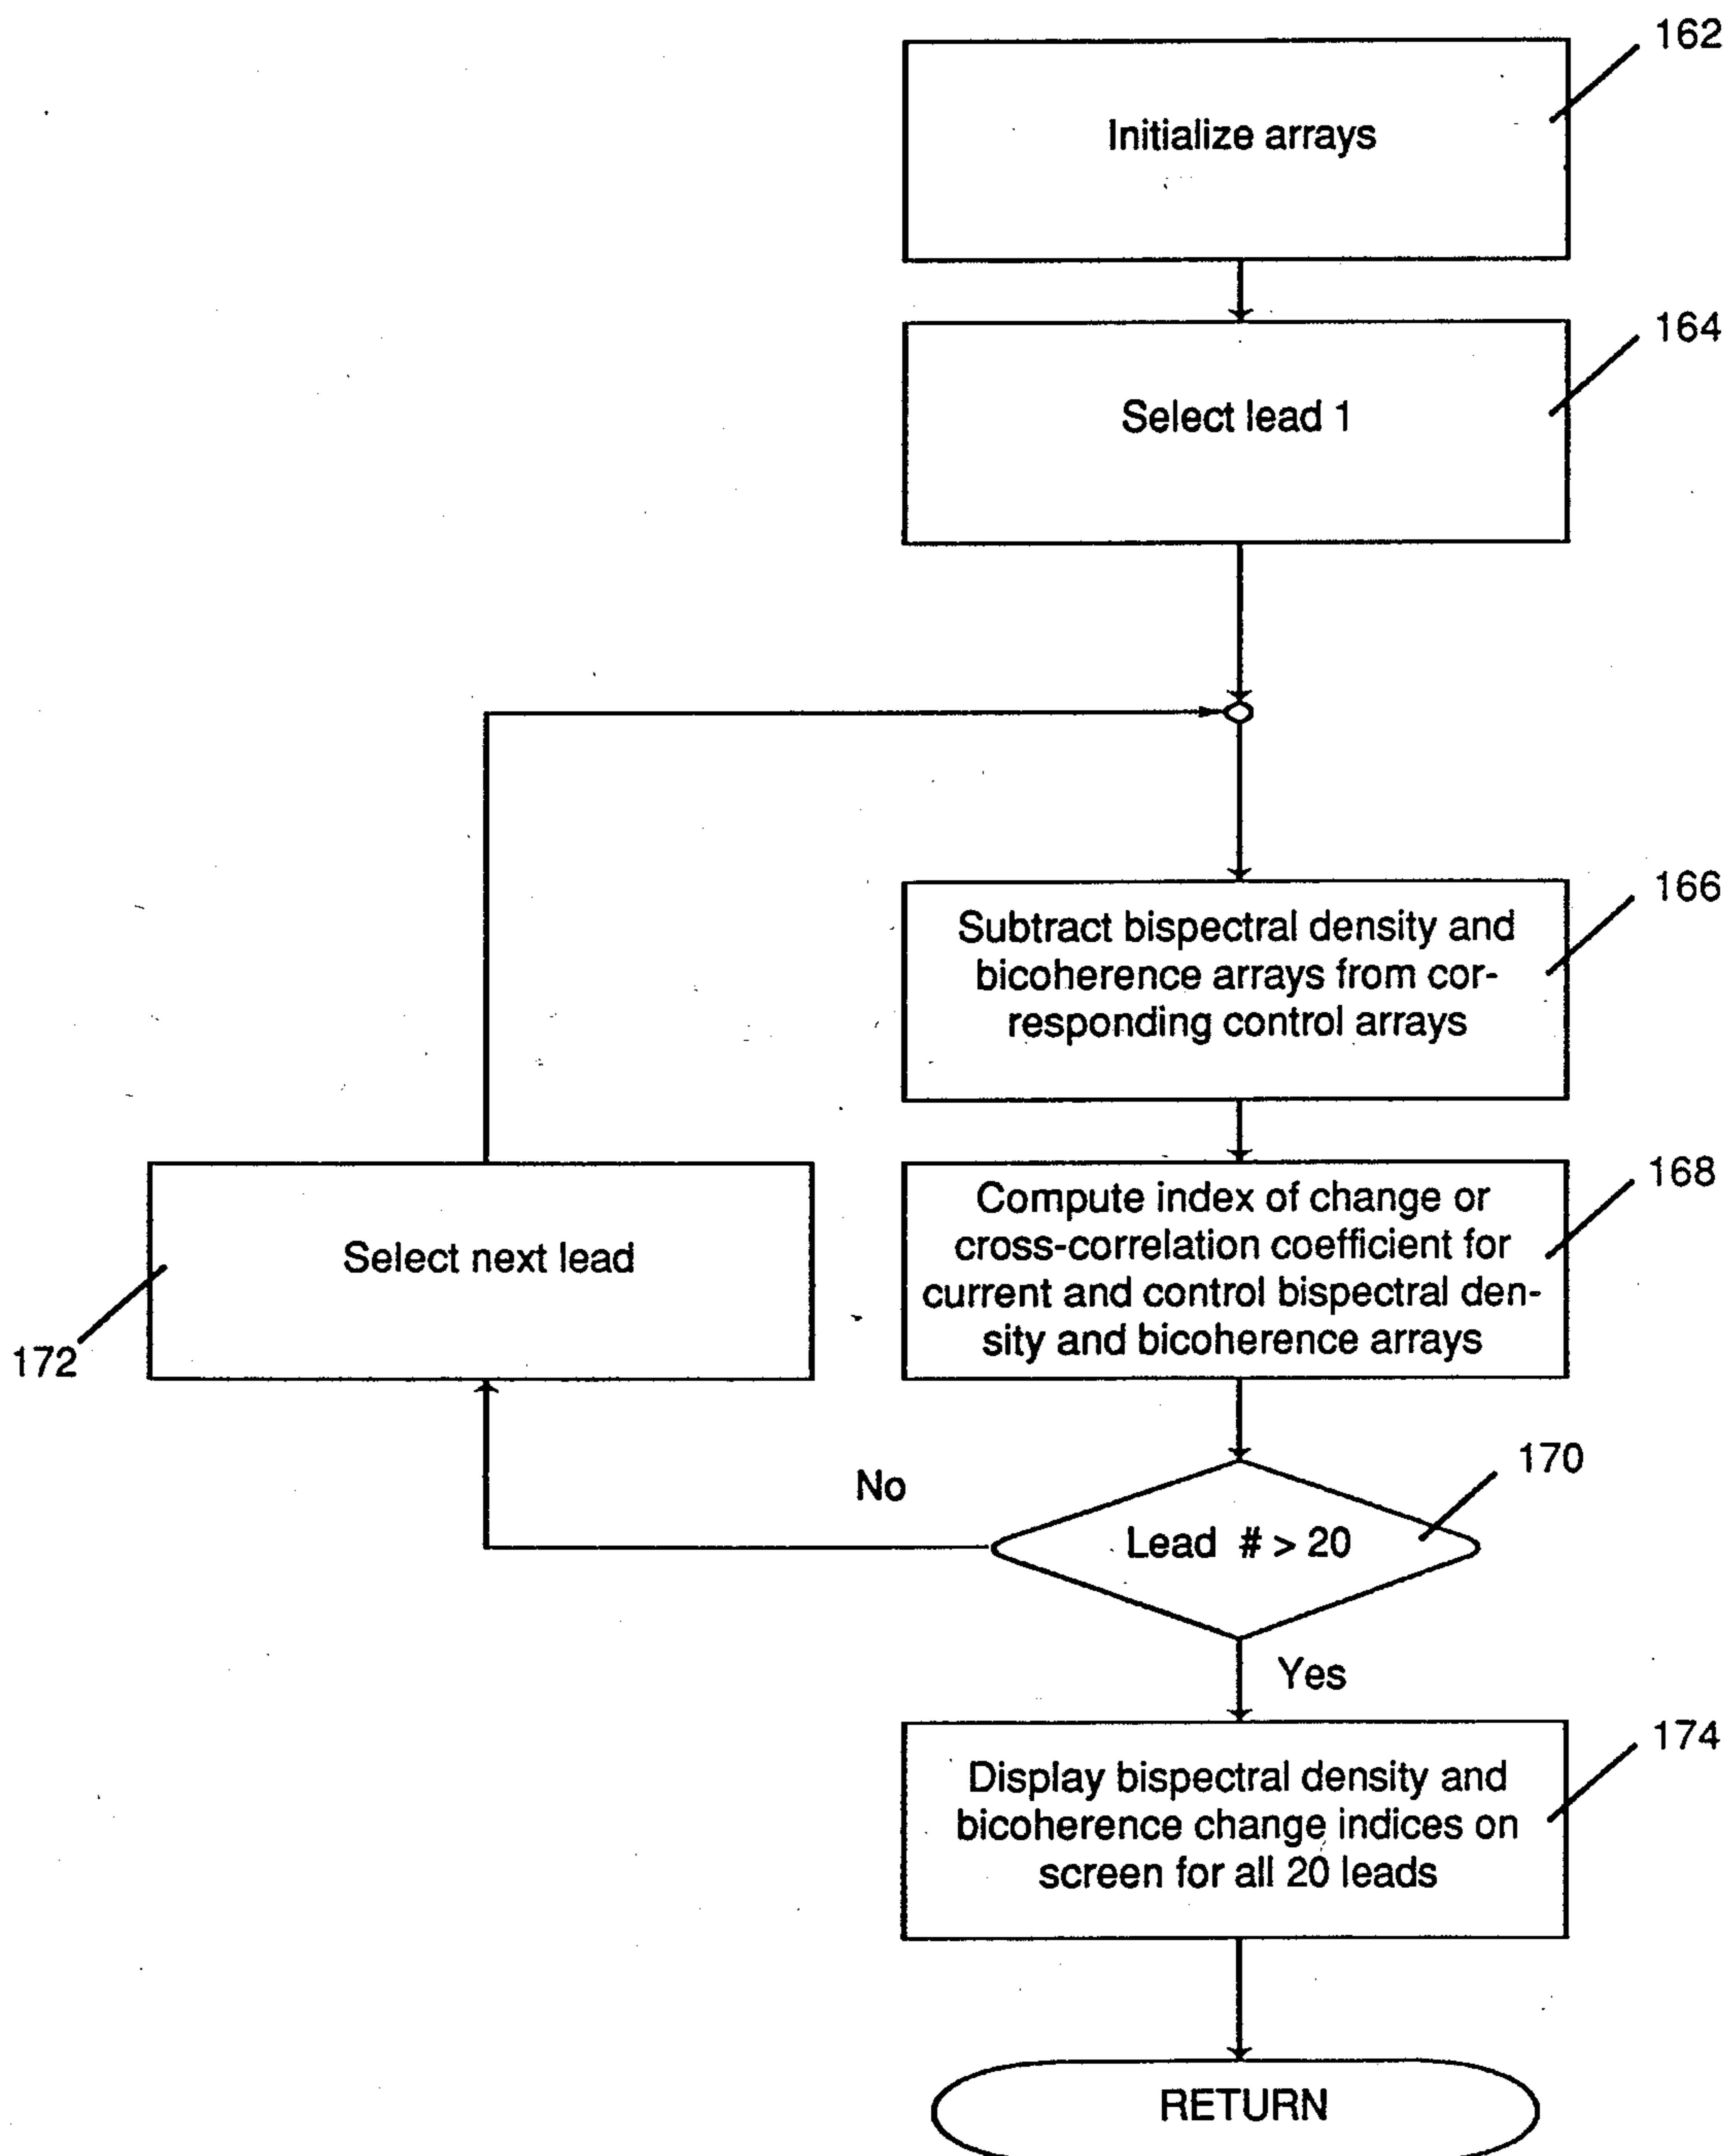 162
Initialize arrays
164
Select lead 1
166
Subtract bispectral density and
bicoherence arrays from cor-
responding control arrays
168
Compute index of change or
cross-correlation coefficient for
current and control bispectral den-
sity and bicoherence arrays
Select next lead
172
170
No
Lead # > 20
Yes
174
Display bispectral density and
bicoherence change indices on
screen for all 20 leads
RETURN